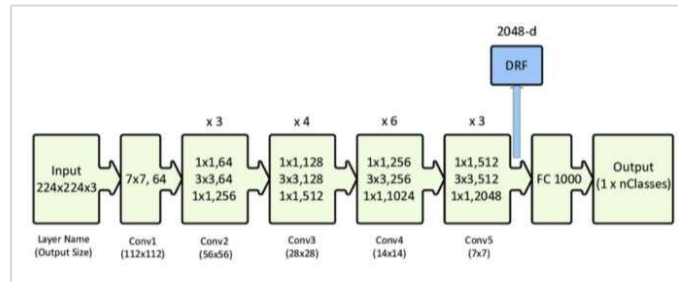 2048-d
DRF
x 3
x 4
x 6
x 3
Input
224x224x3
7x7, 64
1x1,64
3x3,64
1x1,256
1x1,128
3x3,128
1x1,512
1x1,256
3x3,256
1x1,1024
1x1,512
3x3,512
1x1,2048
FC 1000
Output
(1 x nClasses)
Layer Name
(Output Size)
Conv1
(112x112)
Conv2
(56x56)
Conv3
(28x28)
Conv4
(14x14)
Conv5
(7x7)